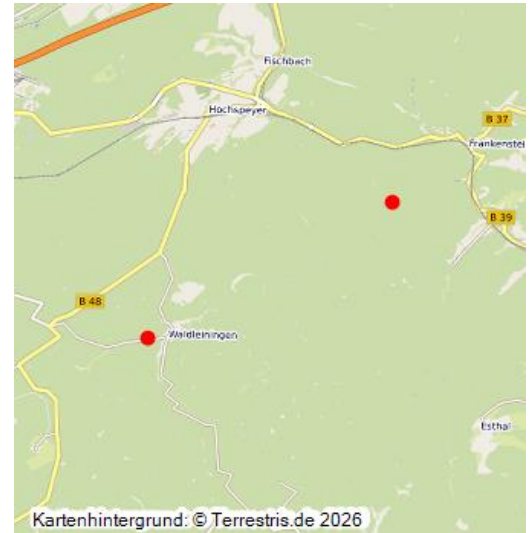 Fischbach
Hochspeyer
B 37
Frankenstei
B 39
B 48
Waldleiningen
Esthal
Kartenhintergrund: © Terrestris.de 2026